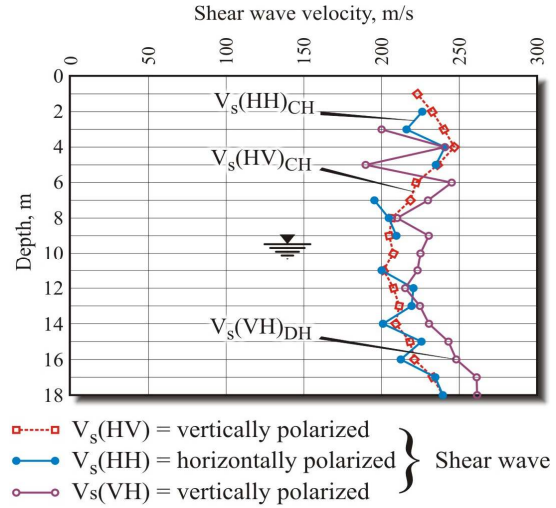 Shear wave velocity, m/s
0 50 100 150 200 250 300
0
2
Vs(HH)CH
4
Vs(HV)CH
6
8
Depth, m
10
12
14
Vs(VH)DH
16
18
Vs(HV) = vertically polarized
Vs(HH) = horizontally polarized } Shear wave
Vs(VH) = vertically polarized